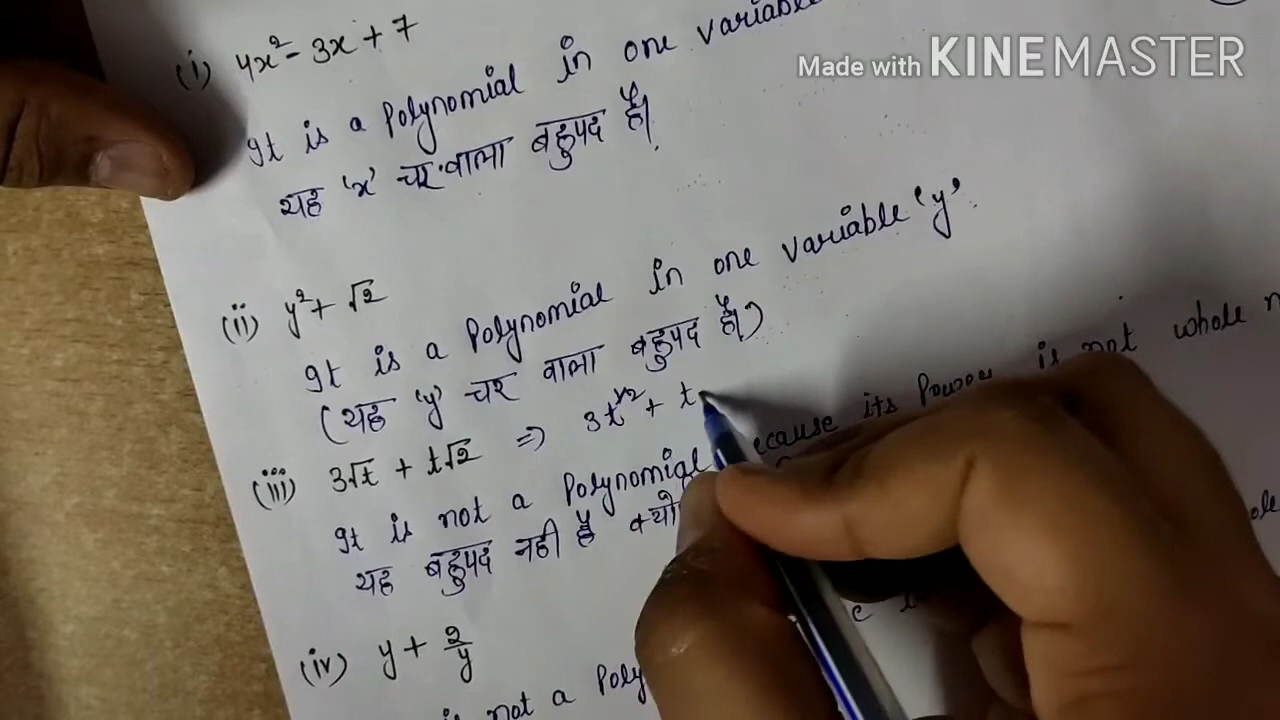 Made with KINEMASTER
(i) 4x² - 3x + 7
It is a Polynomial in one variable
यह 'x' चर वाला बहुपद है।
(ii) y² + √2
It is a Polynomial in one variable 'y'.
(यह 'y' चर वाला बहुपद है।)
(iii) 3√t + t√2 ⇒ 3t^1/2 + t
It is not a Polynomial because its Power is not whole
यह बहुपद नही है
(iv) y + 2/y
is not a Poly